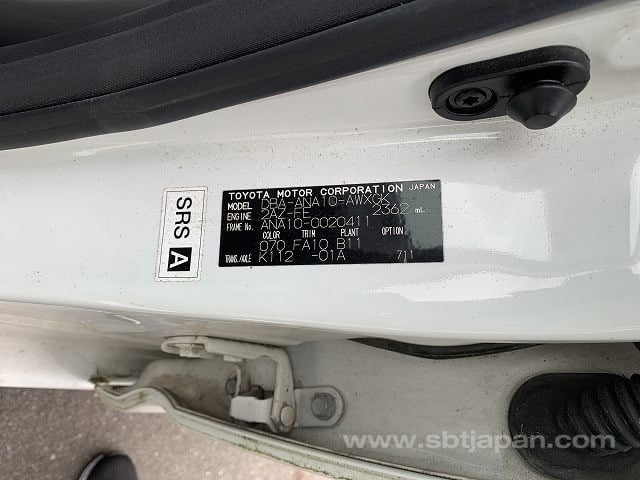 TOYOTA MOTOR CORPORATION JAPAN
MODEL DBA-ANA10-AWXGK
ENGINE 2AZ-FE 2362 mL
FRAME No. ANA10-0020411
COLOR TRIM PLANT OPTION
070 FA10 B11
TRANS./AXLE K112 -01A 711
SRS A
www.sbtjapan.com